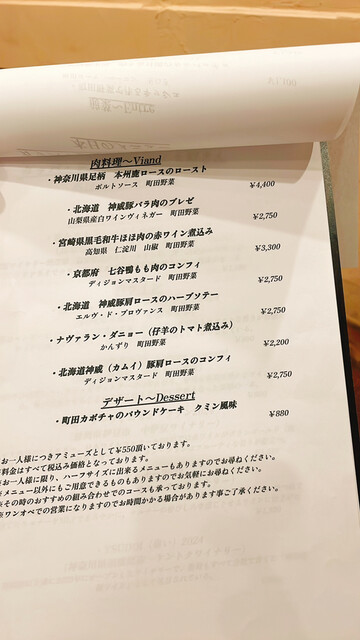 肉料理～Viand
・神奈川県足柄　本州鹿ロースのロースト
ポルトソース　町田野菜
¥4,400
・北海道　神威豚バラ肉のブレゼ
山梨県産白ワインヴィネガー　町田野菜
¥2,750
・宮崎県黒毛和牛ほほ肉の赤ワイン煮込み
高知県　仁淀川　山椒　町田野菜
¥3,300
・京都府　七谷鴨もも肉のコンフィ
ディジョンマスタード　町田野菜
¥2,750
・北海道　神威豚肩ロースのハーブソテー
エルヴ・ド・プロヴァンス　町田野菜
¥2,750
・ナヴァラン・ダニョー（仔羊のトマト煮込み）
かんずり　町田野菜
¥2,200
・北海道神威（カムイ）豚肩ロースのコンフィ
ディジョンマスタード　町田野菜
¥2,750
デザート～Dessert
・町田カボチャのパウンドケーキ　クミン風味
¥880
お一人様につきアミューズとして¥550頂いております。
料金はすべて税込み価格となっております。
※お一人様に限り、ハーフサイズに出来るメニューもありますのでお尋ねください。
※メニュー以外にもご用意できるものもありますのでお気軽にお尋ねください。
※その時のおすすめの組み合わせでのコースも承っております。
※ワンオペでの営業になりますのでお時間かかる場合があります事ご了承ください。